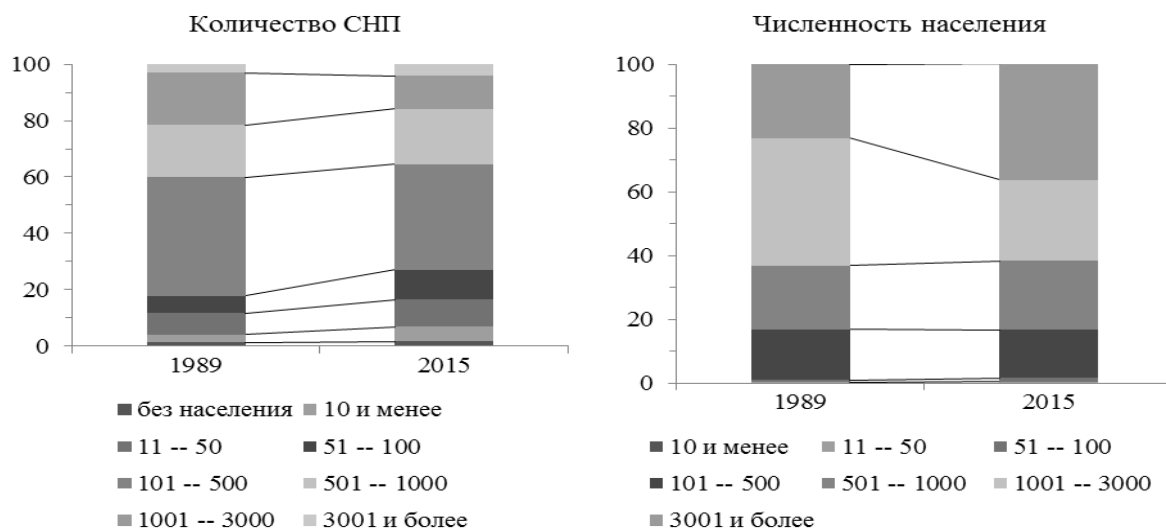 Количество СНП
100
80
60
40
20
0
1989 2015
без населения 10 и менее
11 -- 50 51 -- 100
101 -- 500 501 -- 1000
1001 -- 3000 3001 и более
Численность населения
100
80
60
40
20
0
1989 2015
10 и менее 11 -- 50 51 -- 100
101 -- 500 501 -- 1000 1001 -- 3000
3001 и более